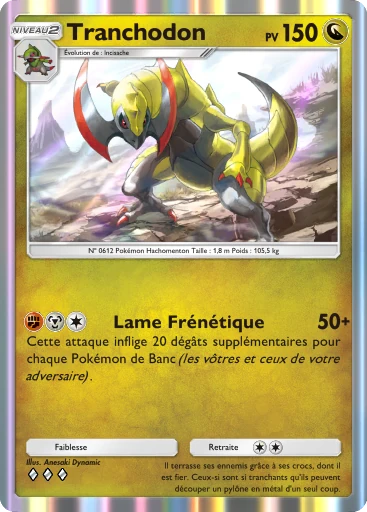 NIVEAU2
Tranchodon
PV 150
Évolution de : Incisache
N° 0612 Pokémon Hachomenton Taille : 1,8 m Poids : 105,5 kg
Lame Frénétique 50+
Cette attaque inflige 20 dégâts supplémentaires pour
chaque Pokémon de Banc (les vôtres et ceux de votre
adversaire).
Faiblesse
Retraite
Illus. Anesaki Dynamic
Il terrasse ses ennemis grâce à ses crocs, dont il
est fier. Ceux-si sont si tranchants qu'ils peuvent
découper un pylône en métal d'un seul coup.